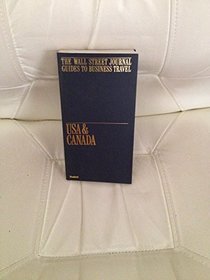 THE WALL STREET JOURNAL
GUIDES TO BUSINESS TRAVEL
USA &
CANADA